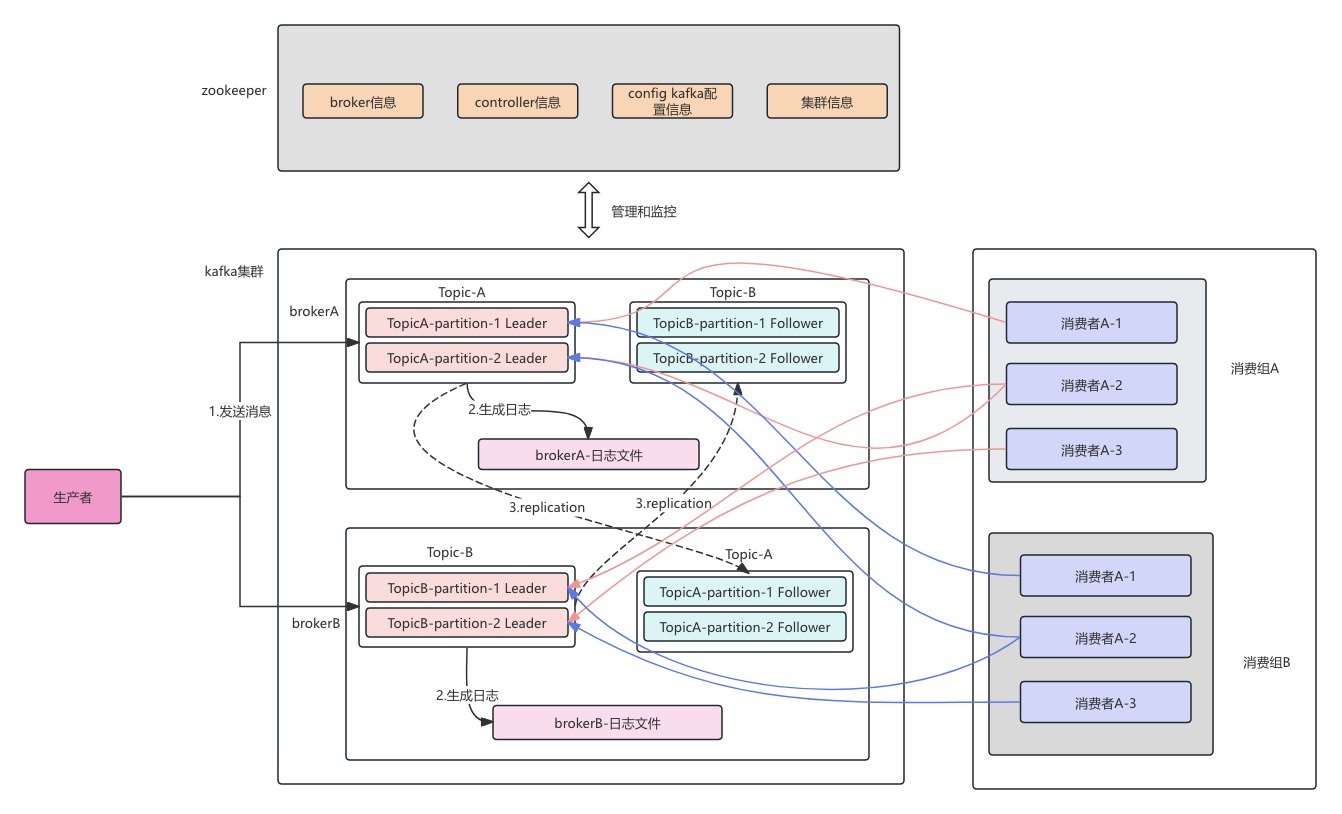 zookeeper
broker信息
controller信息
config kafka配
置信息
集群信息
管理和监控
kafka集群
brokerA
Topic-A
TopicA-partition-1 Leader
TopicA-partition-2 Leader
Topic-B
TopicB-partition-1 Follower
TopicB-partition-2 Follower
2.生成日志
brokerA-日志文件
1.发送消息
生产者
3.replication
3.replication
brokerB
Topic-B
TopicB-partition-1 Leader
TopicB-partition-2 Leader
Topic-A
TopicA-partition-1 Follower
TopicA-partition-2 Follower
2.生成日志
brokerB-日志文件
消费者A-1
消费者A-2
消费者A-3
消费组A
消费者A-1
消费者A-2
消费者A-3
消费组B